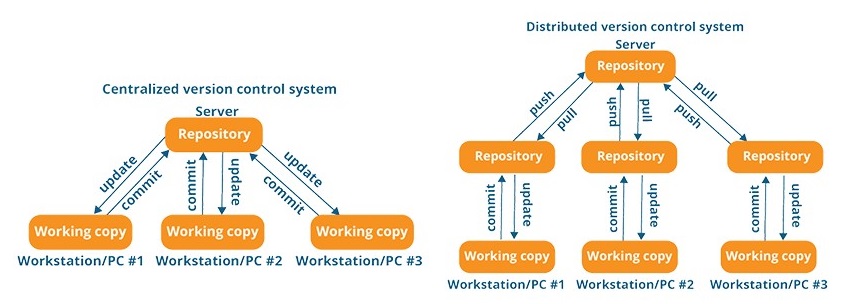 Centralized version control system
Server
Repository
update
commit
commit
update
update
commit
Working copy
Working copy
Working copy
Workstation/PC #1
Workstation/PC #2
Workstation/PC #3
Distributed version control system
Server
Repository
push
pull
push
pull
pull
push
Repository
Repository
Repository
commit
update
commit
update
commit
update
Working copy
Working copy
Working copy
Workstation/PC #1
Workstation/PC #2
Workstation/PC #3